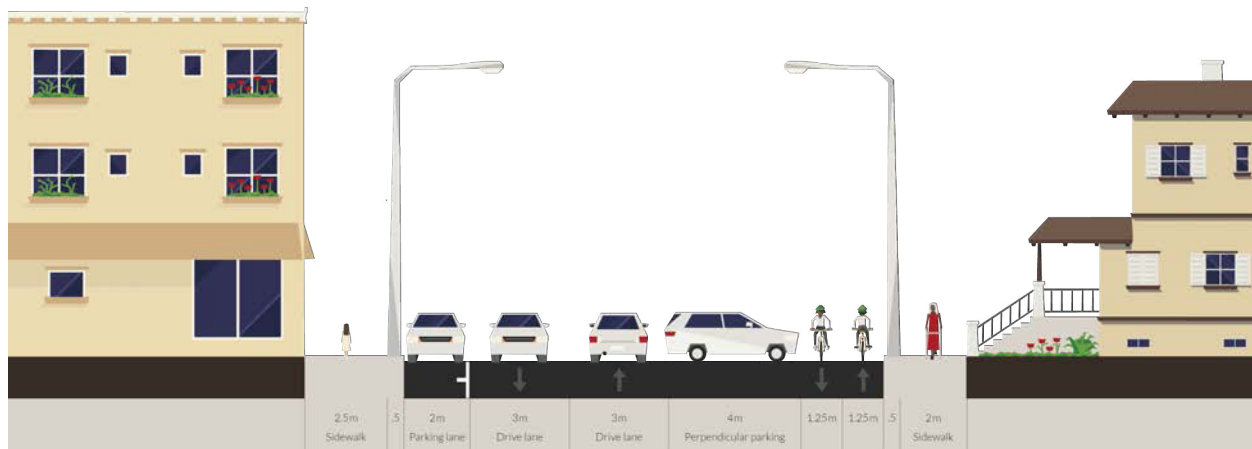 2.5m .5 2m 3m 3m 4m 1.25m 1.25m .5 2m
Sidewalk Parking lane Drive lane Drive lane Perpendicular parking Sidewalk